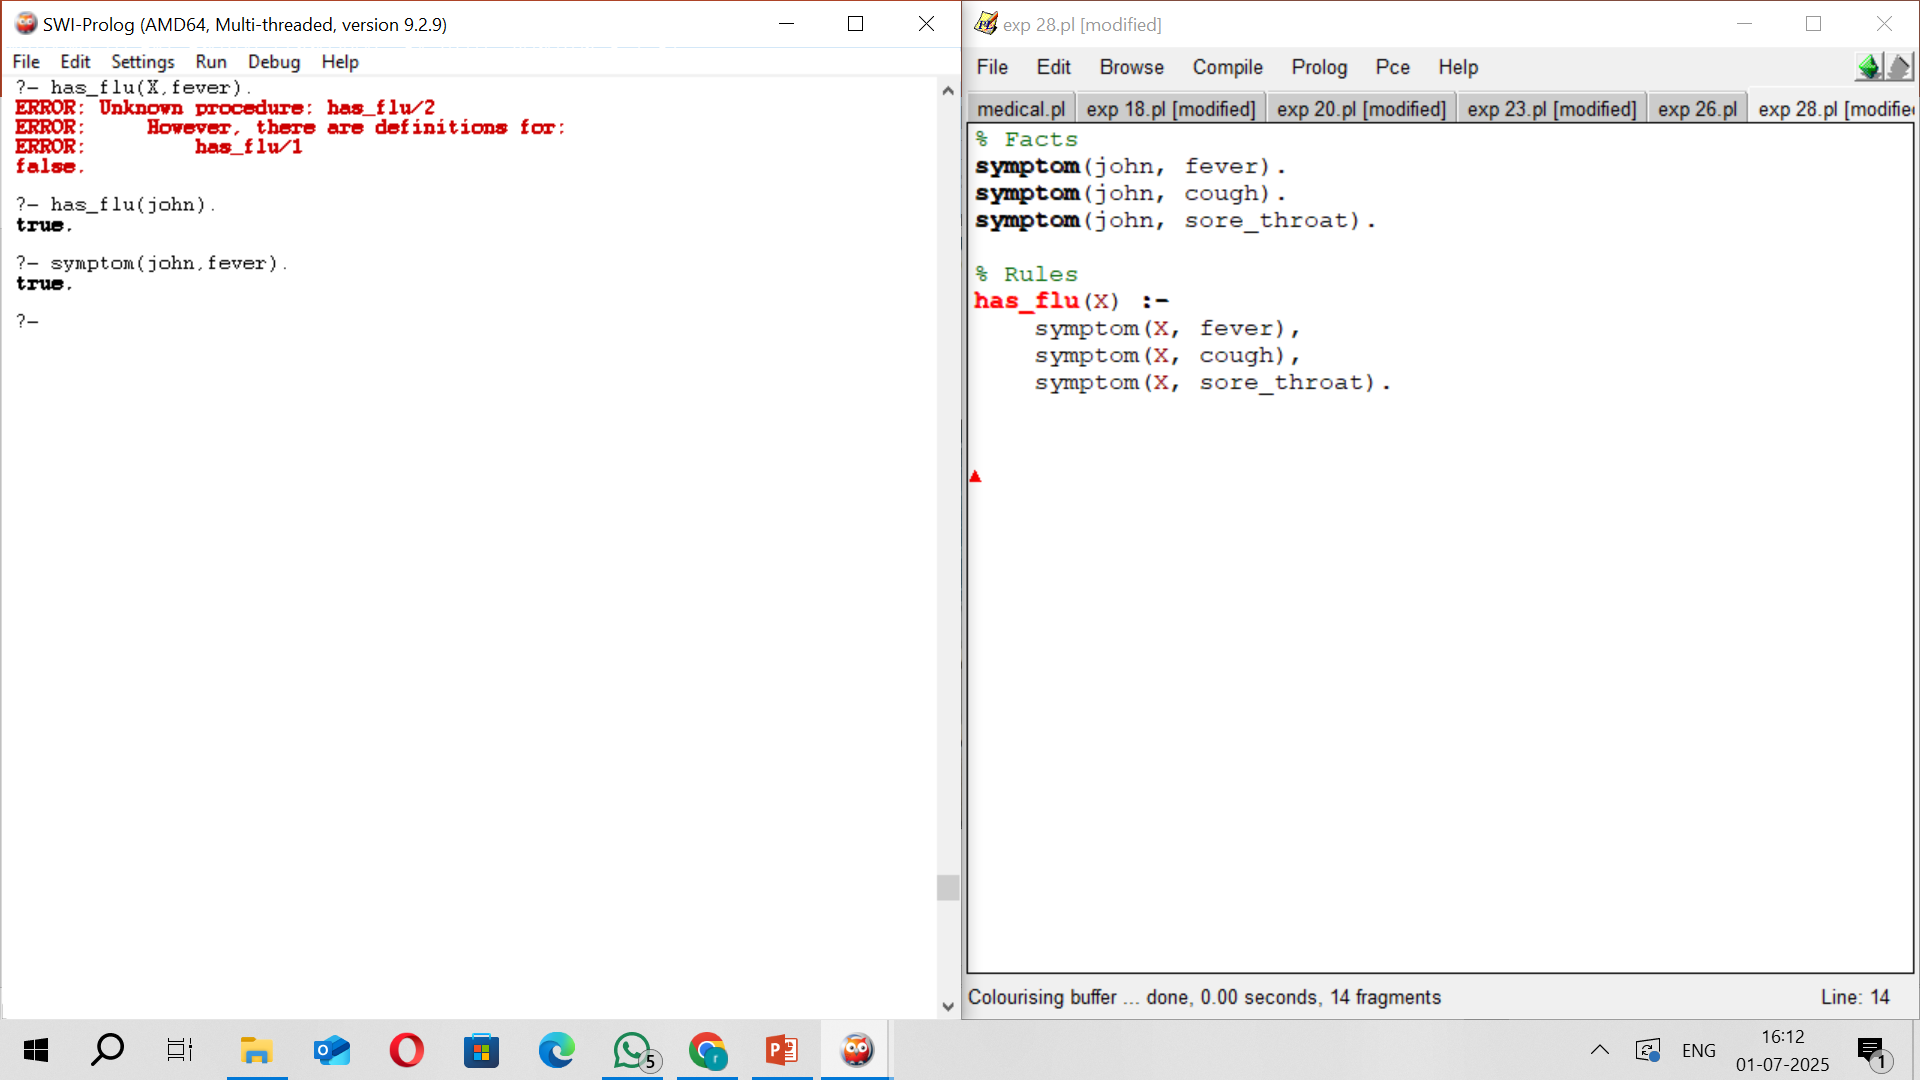 SWI-Prolog (AMD64, Multi-threaded, version 9.2.9)
File Edit Settings Run Debug Help
?- has_flu(X,fever).
ERROR: Unknown procedure: has_flu/2
ERROR: However, there are definitions for:
ERROR: has_flu/1
false.
?- has_flu(john).
true.
?- symptom(john,fever).
true.
?-
exp 28.pl [modified]
File Edit Browse Compile Prolog Pce Help
medical.pl exp 18.pl [modified] exp 20.pl [modified] exp 23.pl [modified] exp 26.pl exp 28.pl [modifie
% Facts
symptom(john, fever).
symptom(john, cough).
symptom(john, sore_throat).
% Rules
has_flu(X) :-
symptom(X, fever),
symptom(X, cough),
symptom(X, sore_throat).
Colourising buffer ... done, 0.00 seconds, 14 fragments Line: 14
5
r
ENG
16:12
01-07-2025
1